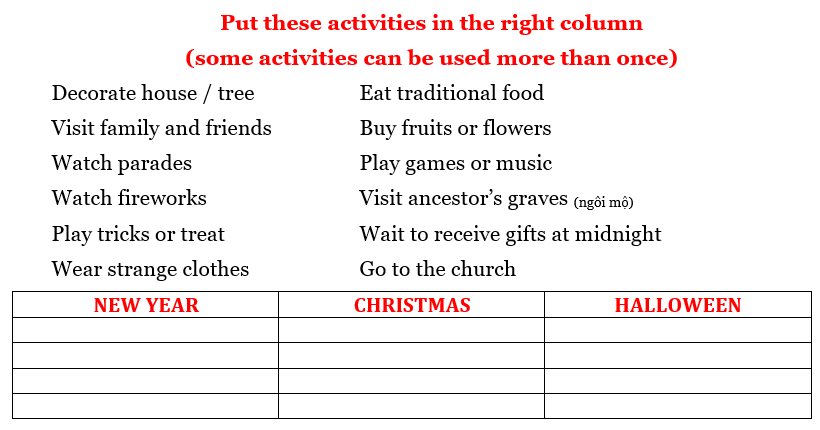 Put these activities in the right column
(some activities can be used more than once)
Decorate house / tree Eat traditional food
Visit family and friends Buy fruits or flowers
Watch parades Play games or music
Watch fireworks Visit ancestor’s graves (ngôi mộ)
Play tricks or treat Wait to receive gifts at midnight
Wear strange clothes Go to the church
NEW YEAR CHRISTMAS HALLOWEEN